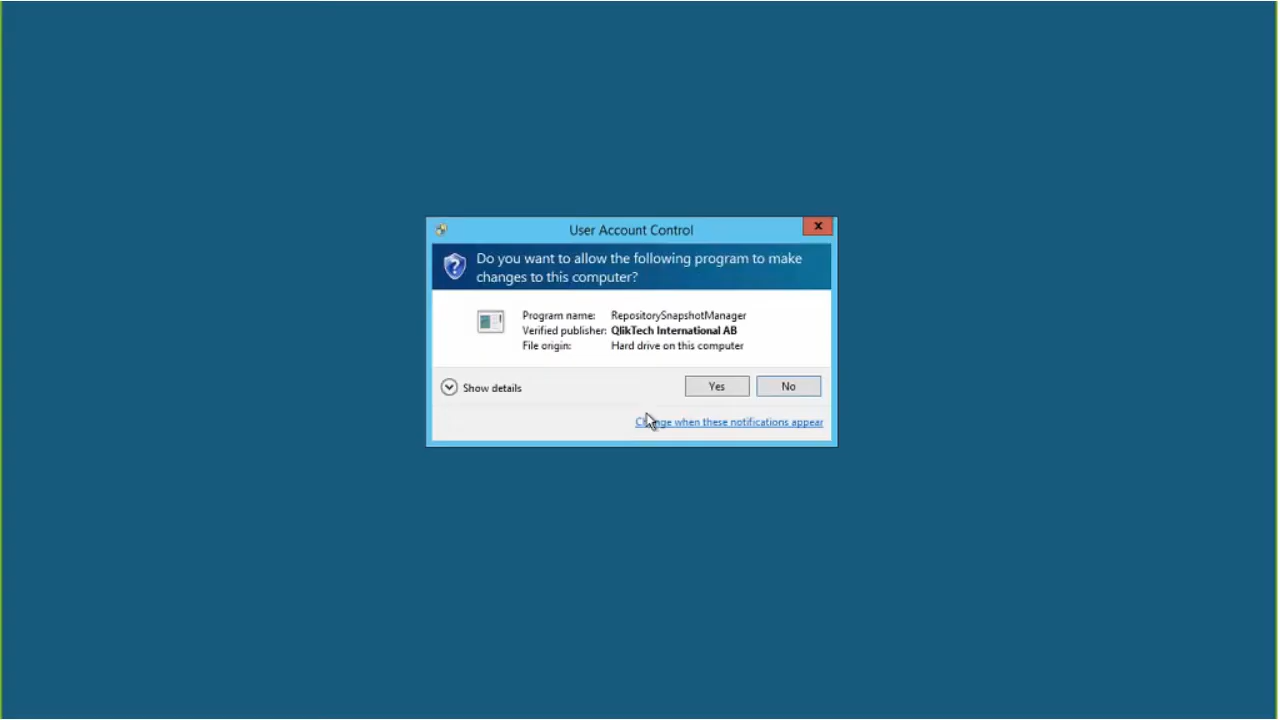 User Account Control
x
Do you want to allow the following program to make
changes to this computer?
Program name: RepositorySnapshotManager
Verified publisher: QlikTech International AB
File origin: Hard drive on this computer
Show details
Yes
No
Change when these notifications appear